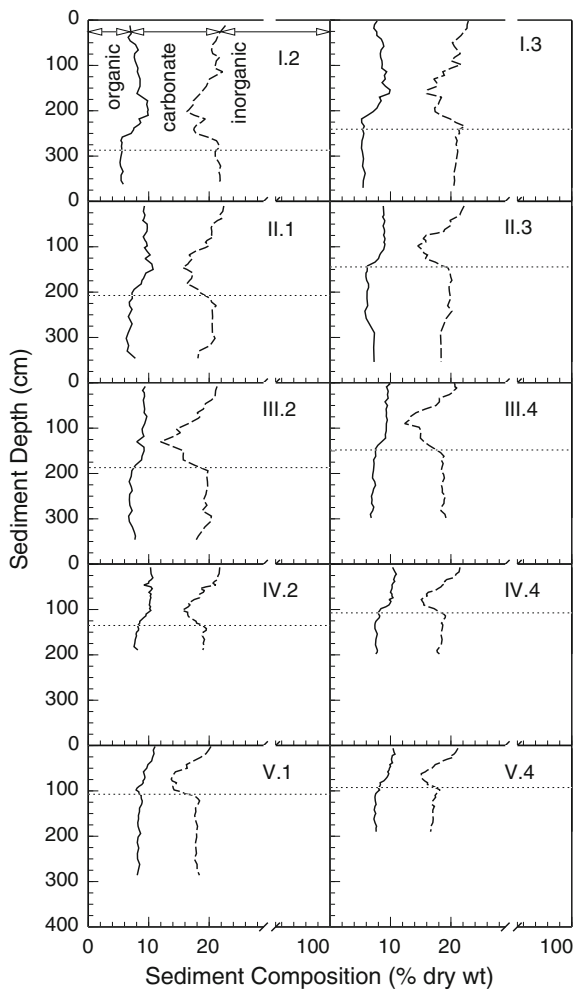 0
organic
carbonate
inorganic
I.2
I.3
100
200
300
0
II.1
II.3
100
200
300
0
III.2
III.4
100
200
300
0
IV.2
IV.4
100
200
300
0
V.1
V.4
100
200
300
400
0 10 20 100 10 20 100
Sediment Depth (cm)
Sediment Composition (% dry wt)